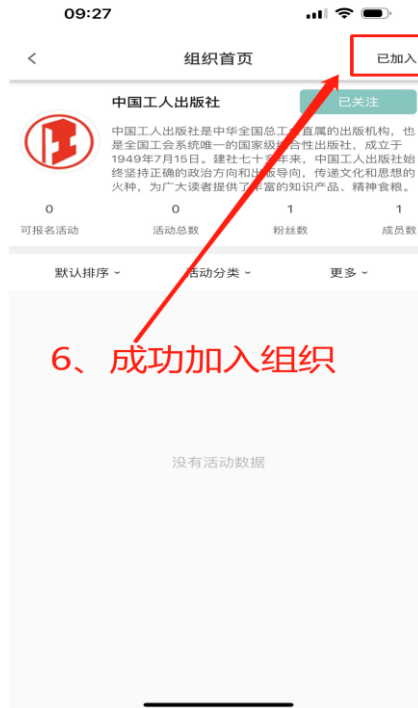 09:27
组织首页
已加入
中国工人出版社
已关注
中国工人出版社是中华全国总工会直属的出版机构，也
是全国工会系统唯一的国家级综合性出版社，成立于
1949年7月15日。建社七十多年来，中国工人出版社始
终坚持正确的政治方向和出版导向，传递文化和思想的
火种，为广大读者提供了丰富的知识产品、精神食粮。
0 0 1 1
可报名活动 活动总数 粉丝数 成员数
默认排序 活动分类 更多
6、成功加入组织
没有活动数据